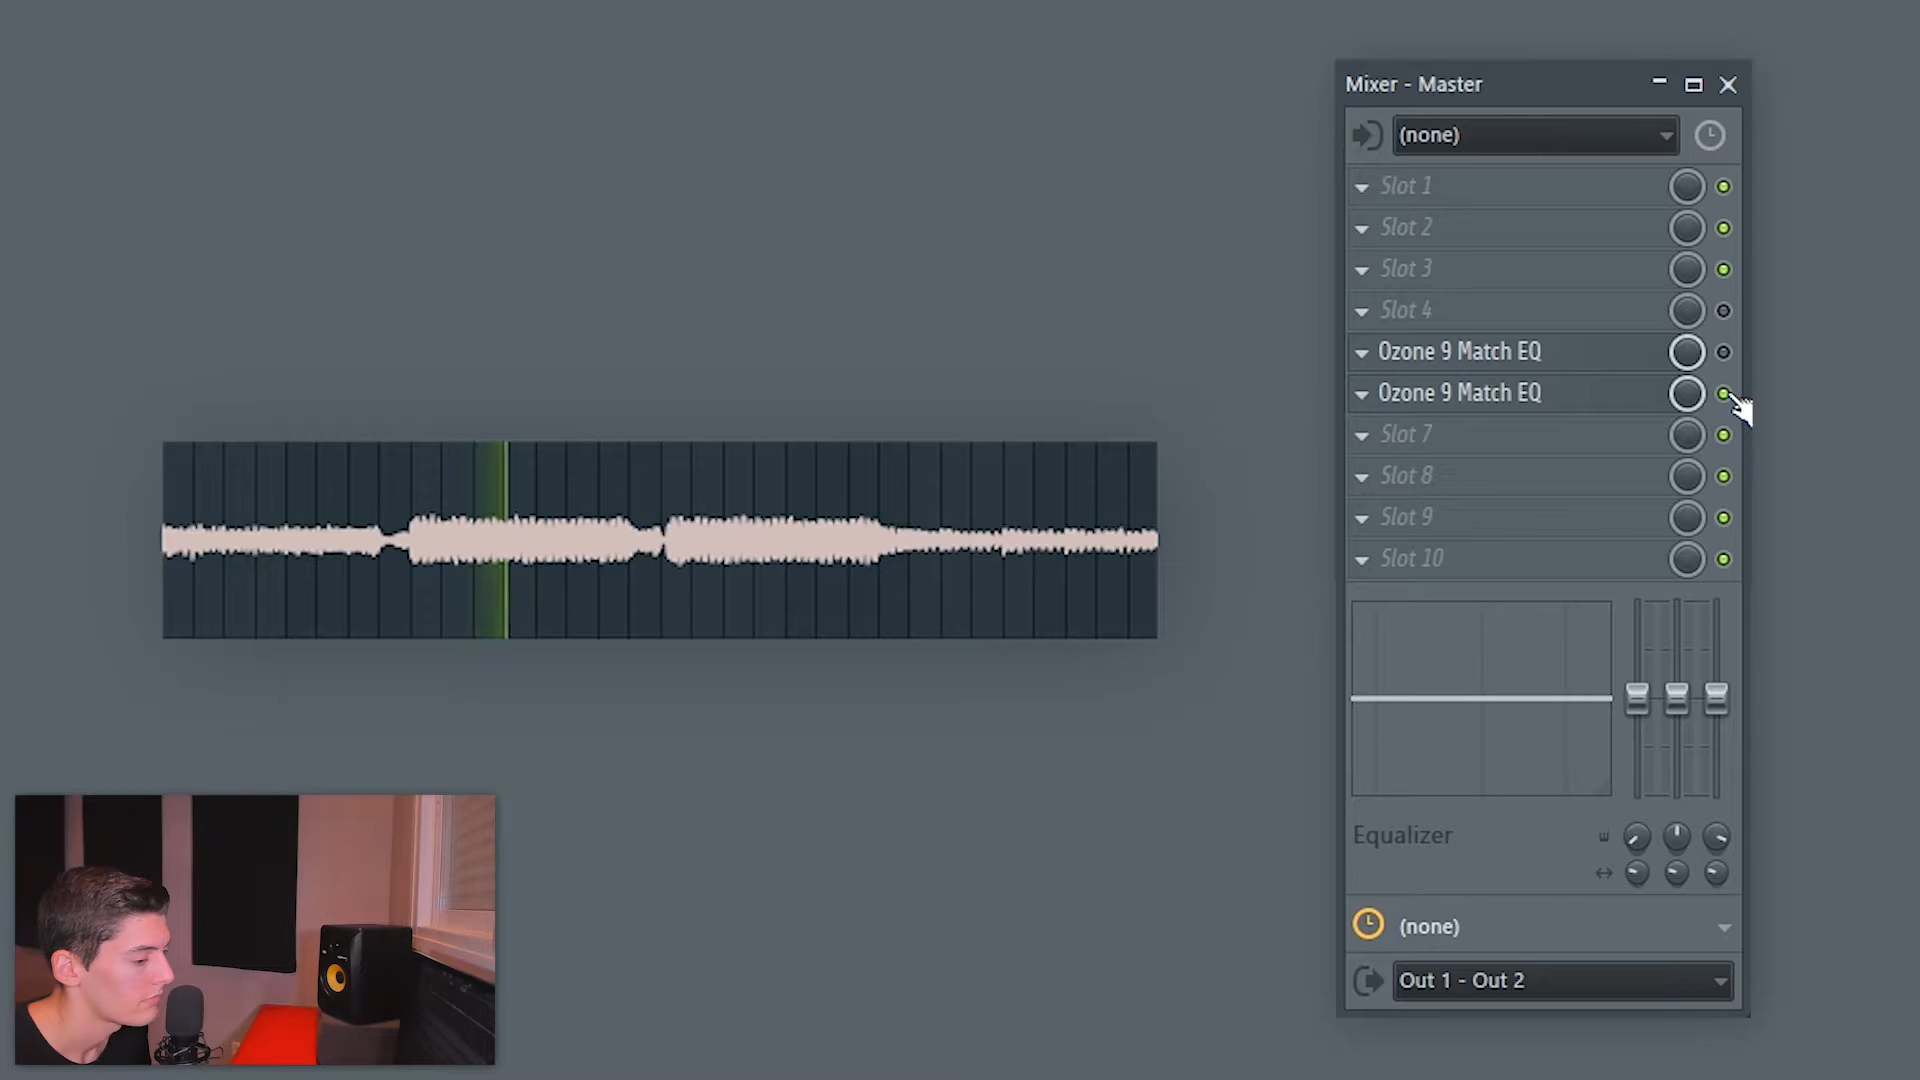 Mixer - Master
(none)
Slot 1
Slot 2
Slot 3
Slot 4
Ozone 9 Match EQ
Ozone 9 Match EQ
Slot 7
Slot 8
Slot 9
Slot 10
Equalizer
(none)
Out 1 - Out 2